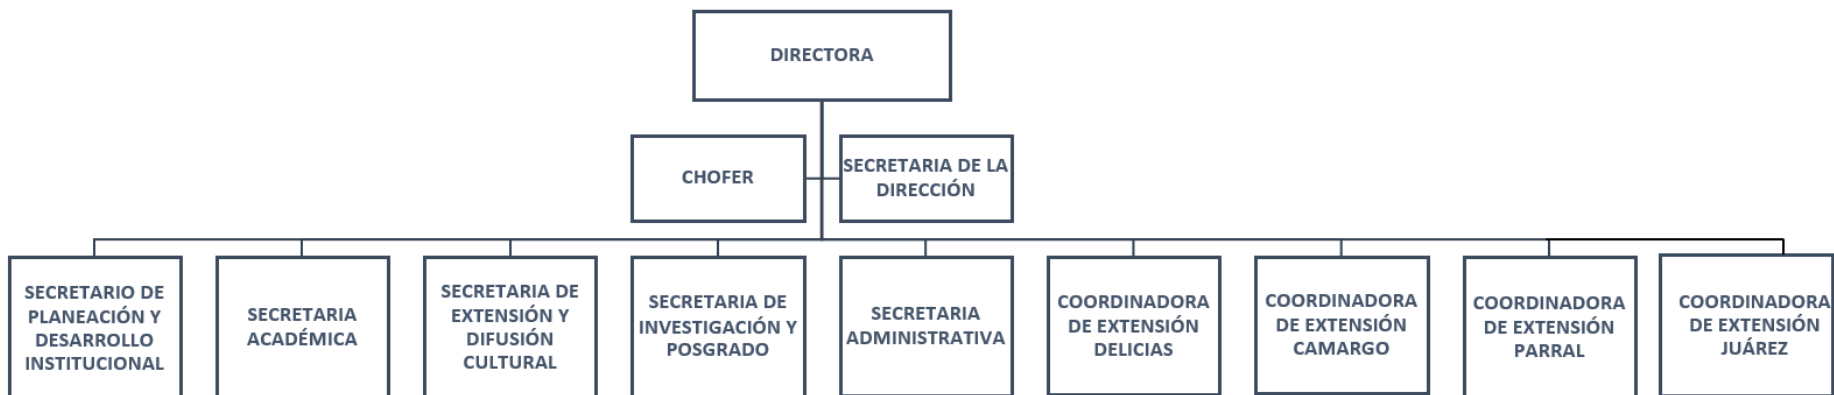 DIRECTORA
CHOFER
SECRETARIA DE LA
DIRECCIÓN
SECRETARIO DE
PLANEACIÓN Y
DESARROLLO
INSTITUCIONAL
SECRETARIA
ACADÉMICA
SECRETARIA DE
EXTENSIÓN Y
DIFUSIÓN
CULTURAL
SECRETARIA DE
INVESTIGACIÓN Y
POSGRADO
SECRETARIA
ADMINISTRATIVA
COORDINADORA
DE EXTENSIÓN
DELICIAS
COORDINADORA
DE EXTENSIÓN
CAMARGO
COORDINADORA
DE EXTENSIÓN
PARRAL
COORDINADORA
DE EXTENSIÓN
JUÁREZ